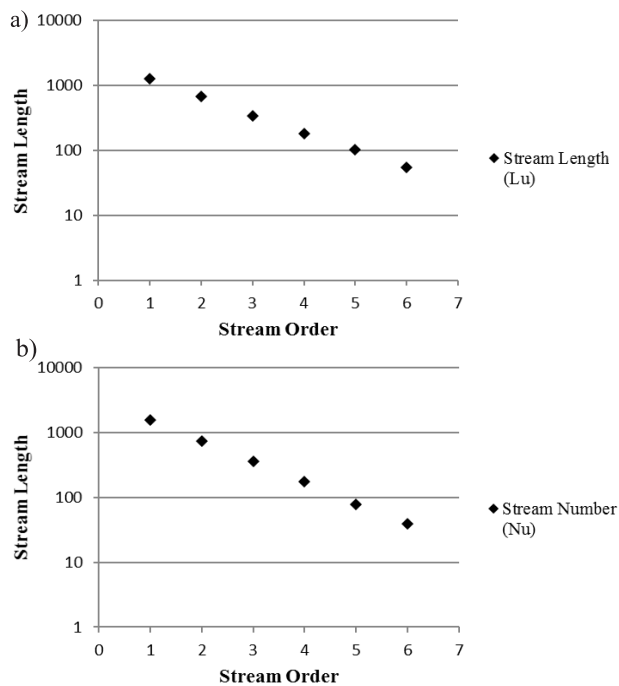 a)
10000
1000
100
10
1
Stream Length
0 1 2 3 4 5 6 7
Stream Order
Stream Length
(Lu)
b)
10000
1000
100
10
1
Stream Length
0 1 2 3 4 5 6 7
Stream Order
Stream Number
(Nu)